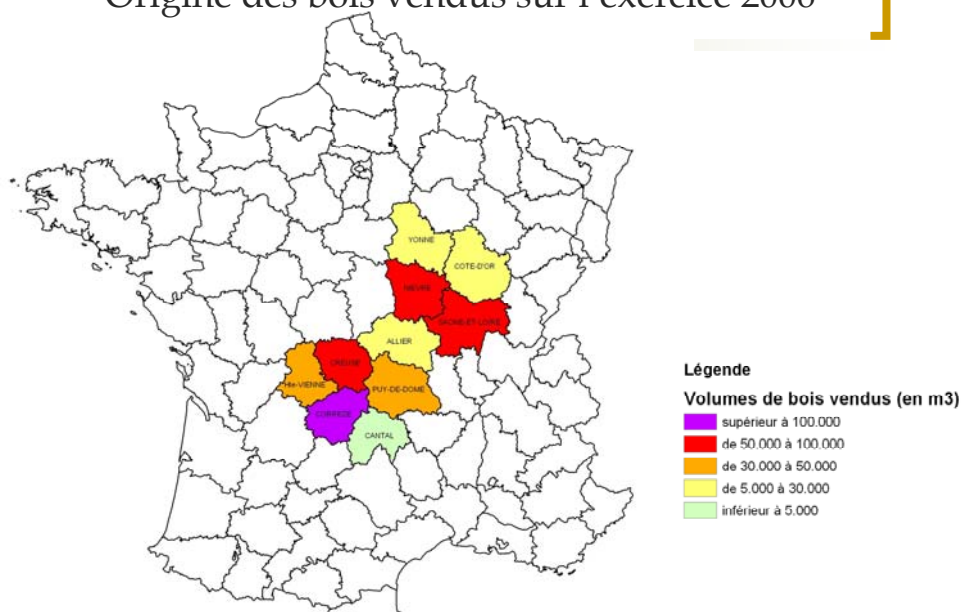 Origine des bois vendus sur l'exercice 2006
YONNE
COTE-D'OR
NIEVRE
SAONE-ET-LOIRE
ALLIER
CREUSE
Hte-VIENNE
PUY-DE-DOME
CORREZE
CANTAL
Légende
Volumes de bois vendus (en m3)
supérieur à 100.000
de 50.000 à 100.000
de 30.000 à 50.000
de 5.000 à 30.000
inférieur à 5.000